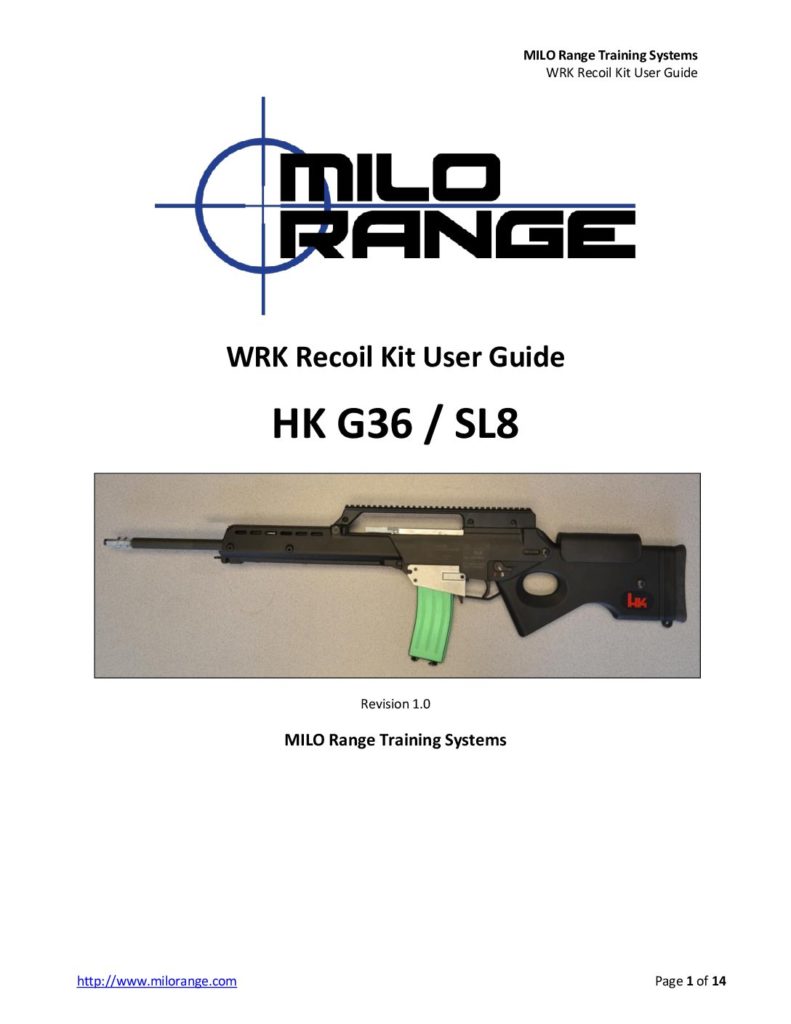 MILO Range Training Systems
WRK Recoil Kit User Guide
MILO
RANGE
WRK Recoil Kit User Guide
HK G36 / SL8
HK
Revision 1.0
MILO Range Training Systems
http://www.milorange.com
Page 1 of 14